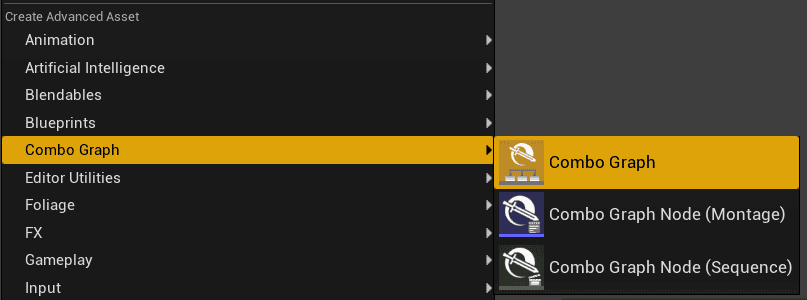 Create Advanced Asset
Animation
Artificial Intelligence
Blendables
Blueprints
Combo Graph
Editor Utilities
Foliage
FX
Gameplay
Input
Combo Graph
Combo Graph Node (Montage)
Combo Graph Node (Sequence)